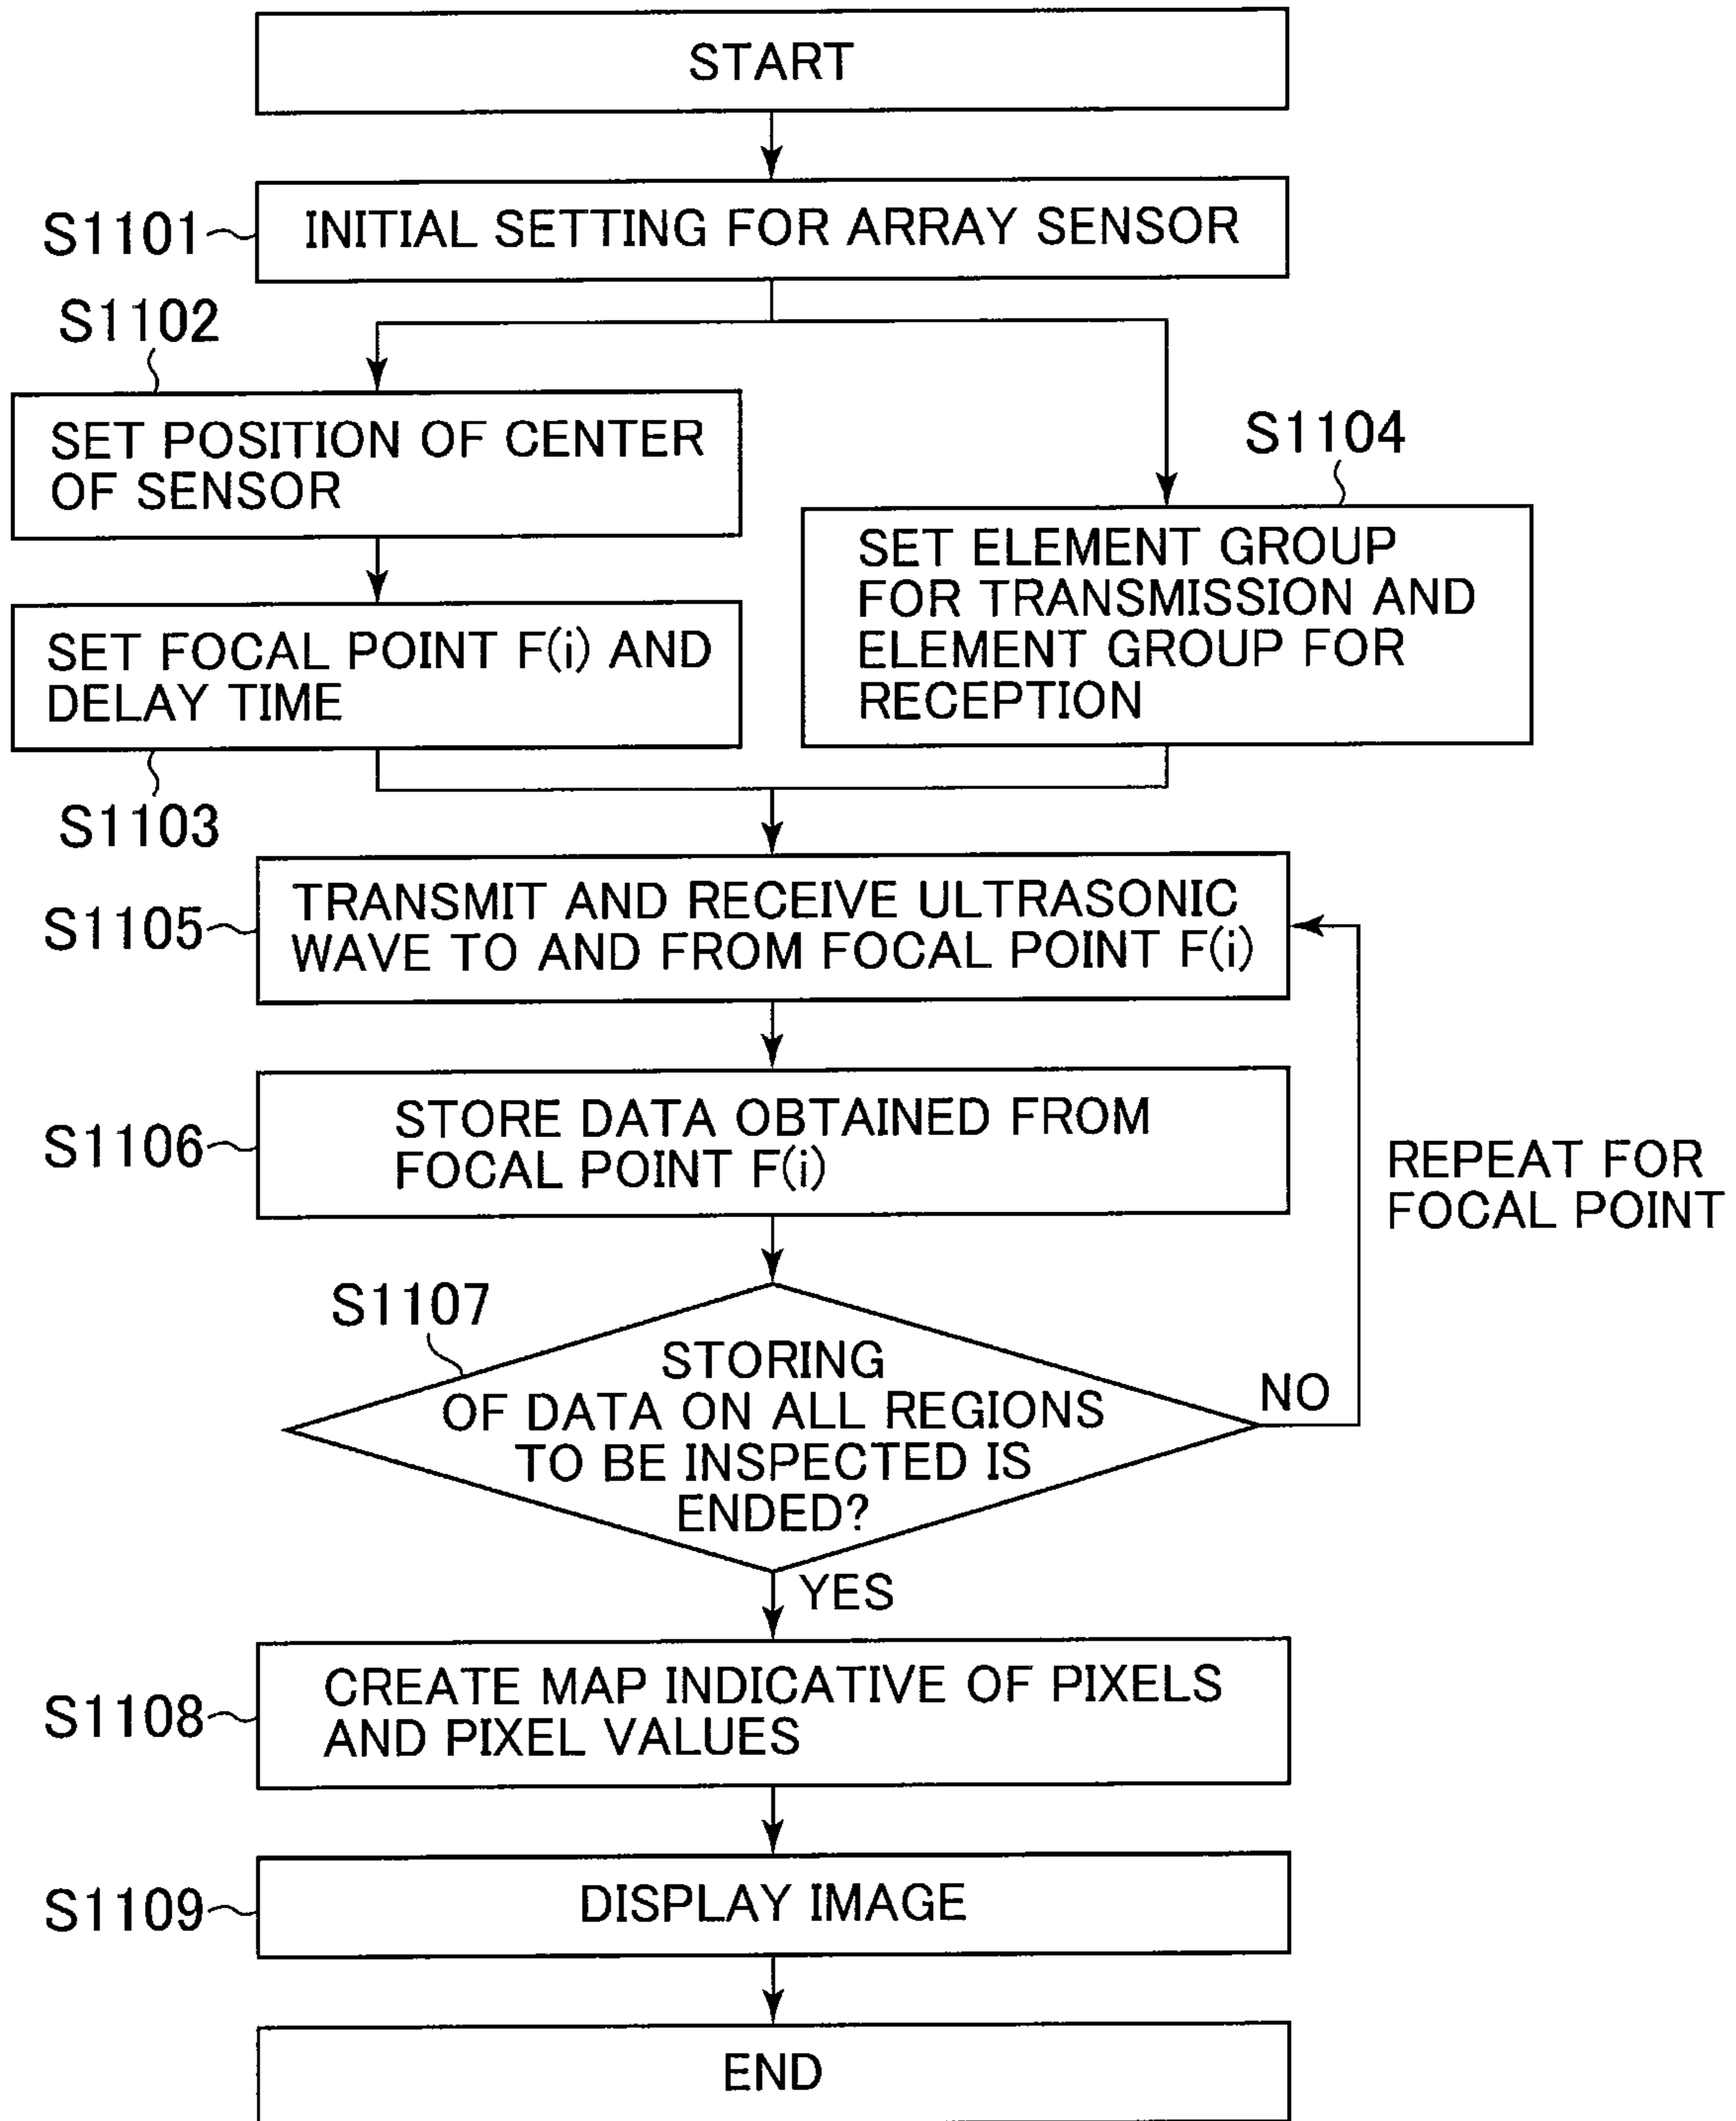 START
S1101
INITIAL SETTING FOR ARRAY SENSOR
S1102
SET POSITION OF CENTER
OF SENSOR
S1104
SET ELEMENT GROUP
FOR TRANSMISSION AND
ELEMENT GROUP FOR
RECEPTION
SET FOCAL POINT F(i) AND
DELAY TIME
S1103
S1105
TRANSMIT AND RECEIVE ULTRASONIC
WAVE TO AND FROM FOCAL POINT F(i)
S1106
STORE DATA OBTAINED FROM
FOCAL POINT F(i)
REPEAT FOR
FOCAL POINT
S1107
STORING
OF DATA ON ALL REGIONS
TO BE INSPECTED IS
ENDED?
NO
YES
S1108
CREATE MAP INDICATIVE OF PIXELS
AND PIXEL VALUES
S1109
DISPLAY IMAGE
END